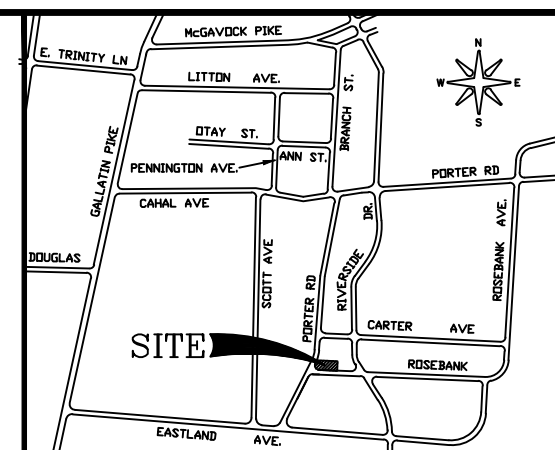 McGAVOCK PIKE
E. TRINITY LN
LITTON AVE.
BRANCH ST.
N
W
E
S
OTAY ST.
ANN ST.
PENNINGTON AVE.
GALLATIN PIKE
PORTER RD
CAHAL AVE
DR.
RIVERSIDE
ROSEBANK AVE.
DOUGLAS
SCOTT AVE
PORTER RD
CARTER AVE
SITE
ROSEBANK
EASTLAND AVE.